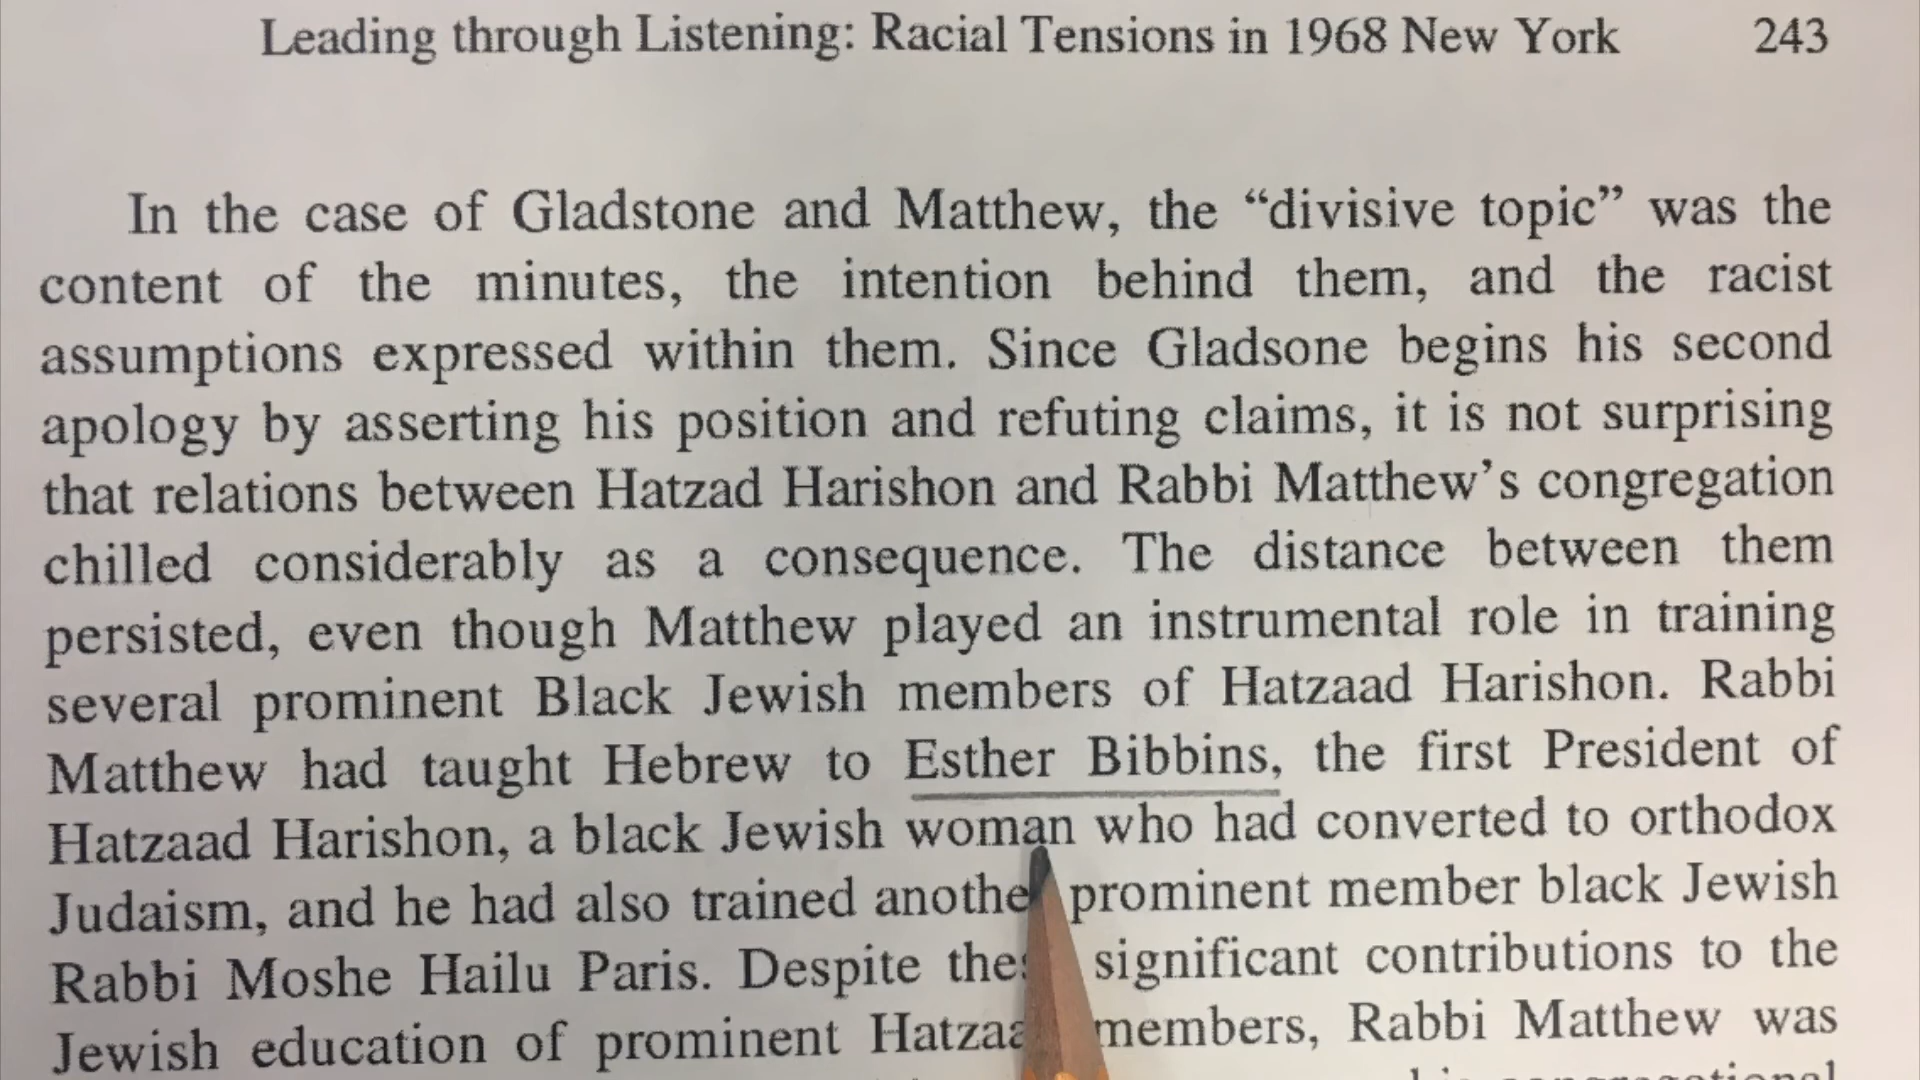 Leading through Listening: Racial Tensions in 1968 New York 243
In the case of Gladstone and Matthew, the “divisive topic” was the
content of the minutes, the intention behind them, and the racist
assumptions expressed within them. Since Gladsone begins his second
apology by asserting his position and refuting claims, it is not surprising
that relations between Hatzad Harishon and Rabbi Matthew’s congregation
chilled considerably as a consequence. The distance between them
persisted, even though Matthew played an instrumental role in training
several prominent Black Jewish members of Hatzaad Harishon. Rabbi
Matthew had taught Hebrew to Esther Bibbins, the first President of
Hatzaad Harishon, a black Jewish woman who had converted to orthodox
Judaism, and he had also trained prominent member black Jewish
Rabbi Moshe Hailu Paris. Despite significant contributions to the
Jewish education of prominent members, Rabbi Matthew was